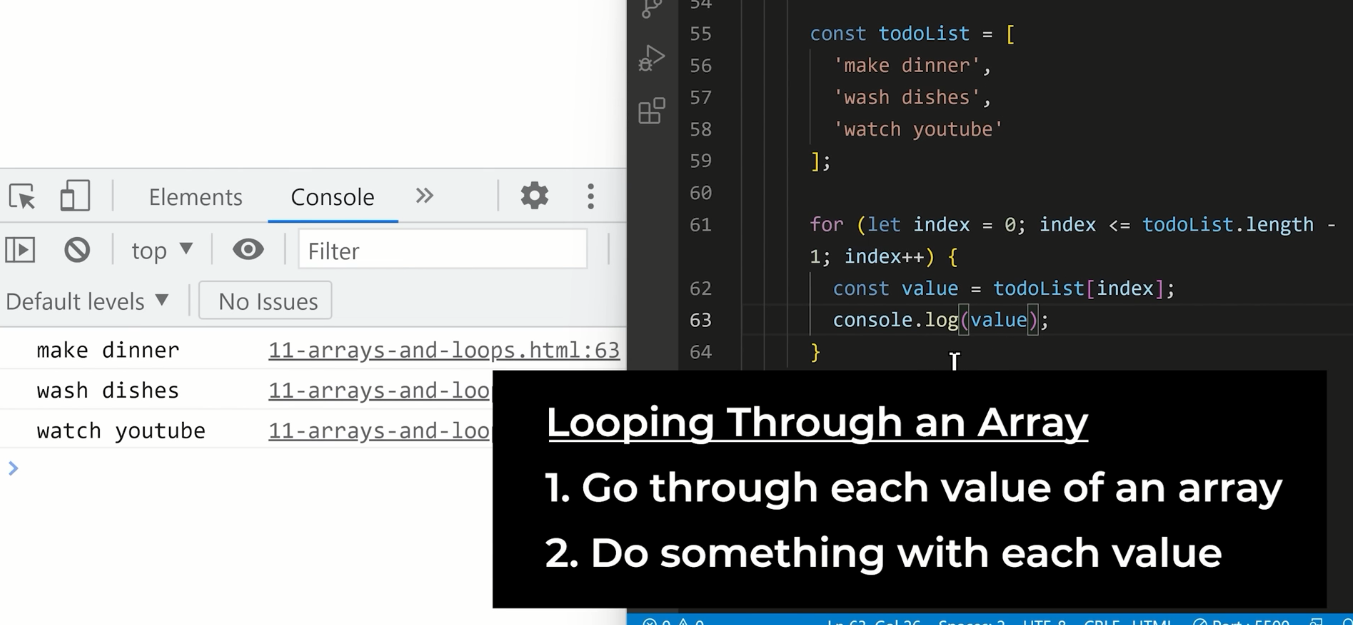 54
55 const todoList = [
56 'make dinner',
57 'wash dishes',
58 'watch youtube'
59 ];
60
61 for (let index = 0; index <= todoList.length -
1; index++) {
62 const value = todoList[index];
63 console.log(value);
64 }
Elements Console
top Filter
Default levels No Issues
make dinner 11-arrays-and-loops.html:63
wash dishes 11-arrays-and-loo
watch youtube 11-arrays-and-loo
Looping Through an Array
1. Go through each value of an array
2. Do something with each value